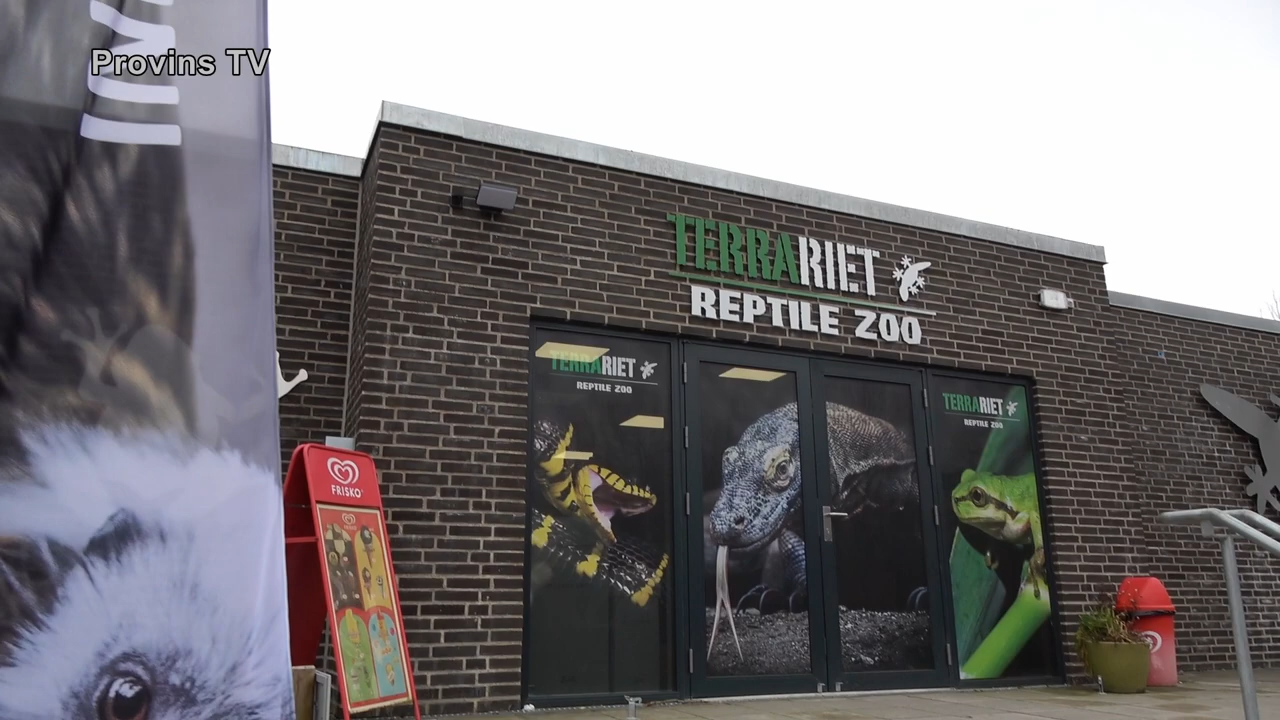 Provins TV
TERRARIET
REPTILE ZOO
TERRARIET
REPTILE ZOO
TERRARIET
REPTILE ZOO
FRISKO